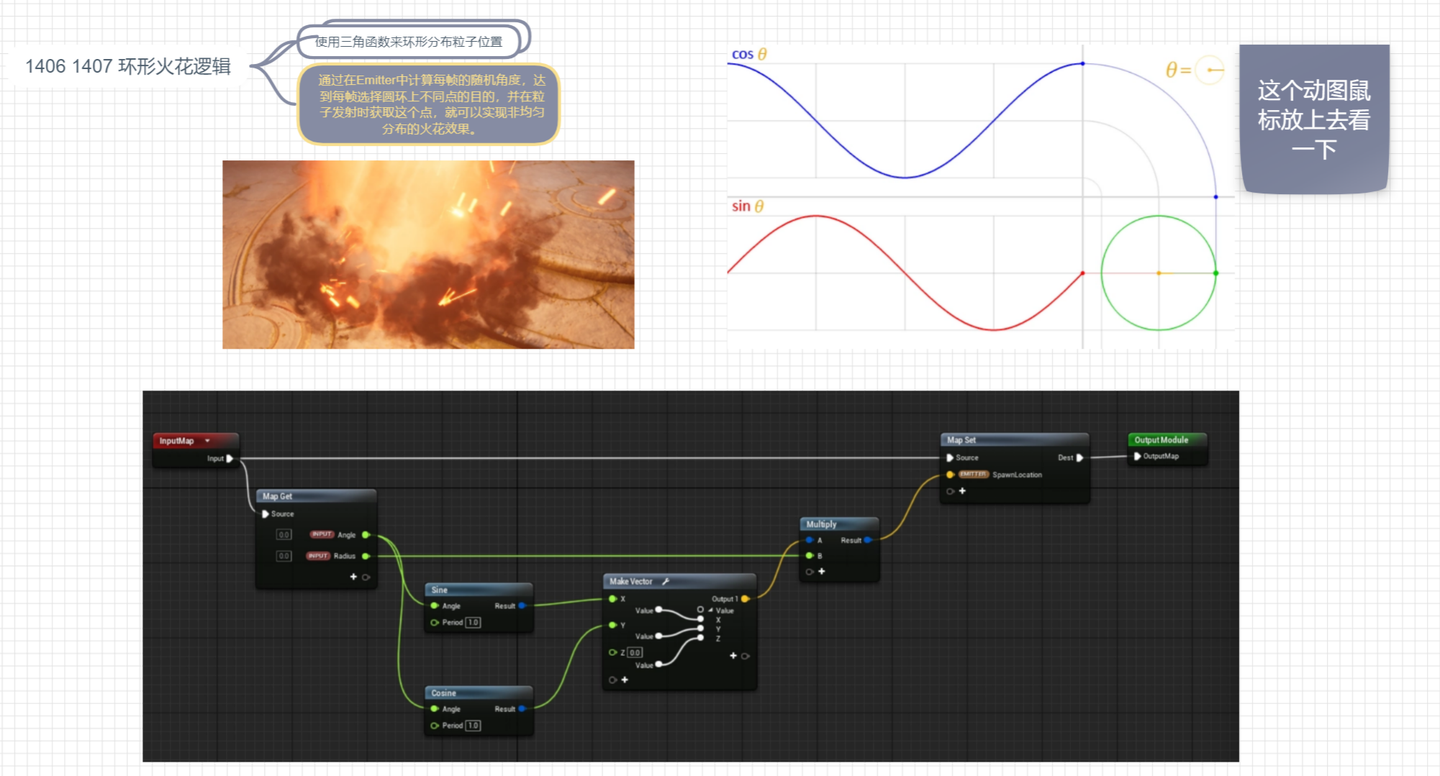 1406 1407 环形火花逻辑
使用三角函数来环形分布粒子位置
通过在Emitter中计算每帧的随机角度，达
到每帧选择圆环上不同点的目的，并在粒
子发射时获取这个点，就可以实现非均匀
分布的火花效果。
cos θ
θ =
sin θ
这个动图鼠
标放上去看
一下
InputMap
Input
Map Get
Source
0.0 INPUT Angle
0.0 INPUT Radius
Sine
Angle Result
Period 1.0
Cosine
Angle Result
Period 1.0
Make Vector
X Output 1
Value Value
X
Y Y
Value Z
Z 0.0
Value
Multiply
A Result
B
Map Set
Source Dest
EMITTER SpawnLocation
Output Module
OutputMap